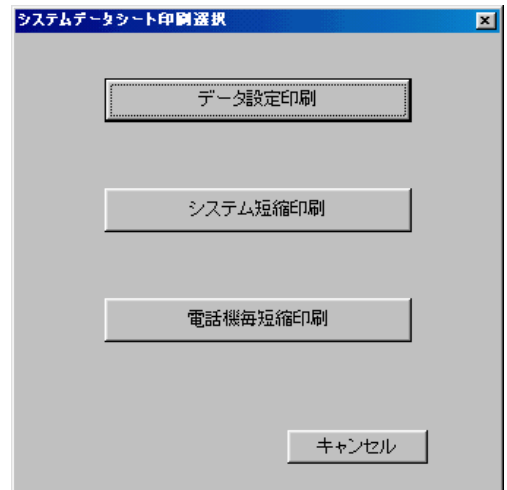 システムデータシート印刷選択
データ設定印刷
システム短縮印刷
電話機毎短縮印刷
キャンセル